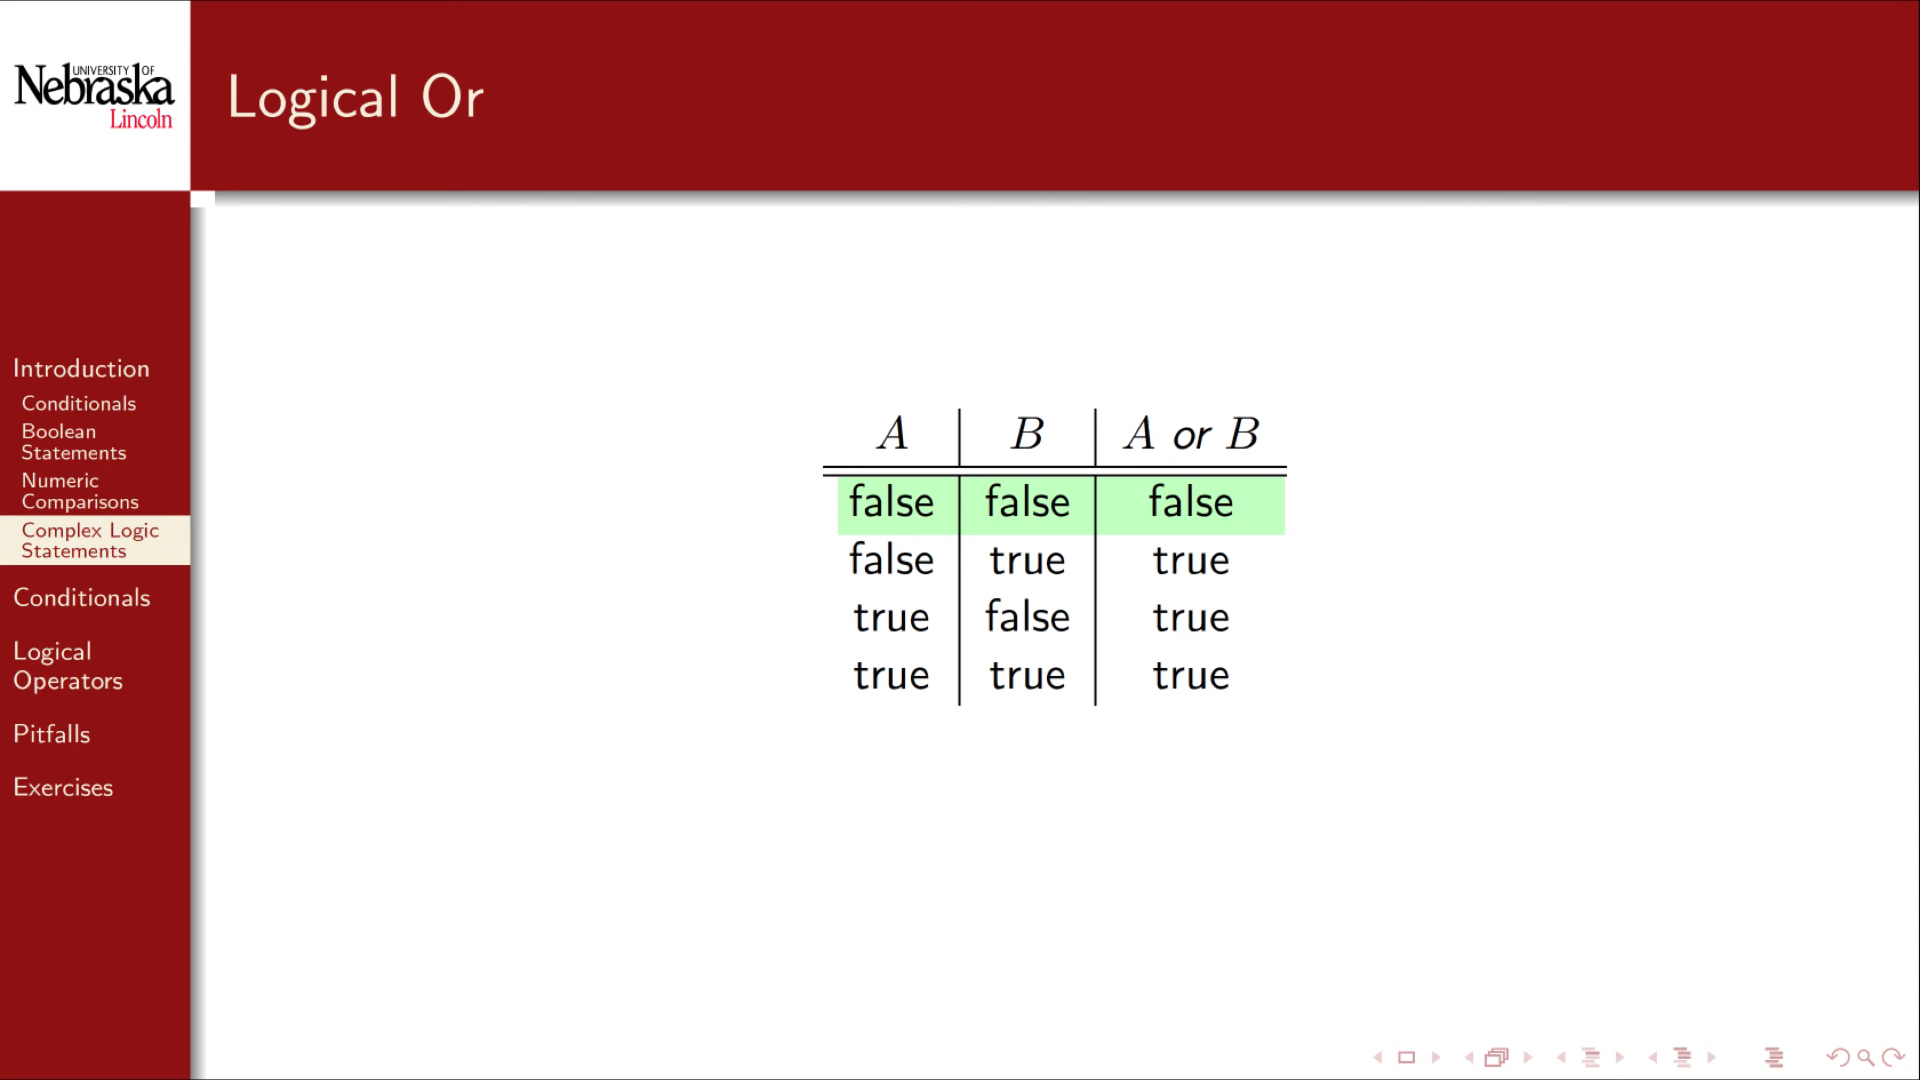 UNIVERSITY OF
Nebraska
Lincoln
Logical Or
Introduction
Conditionals
Boolean
Statements
Numeric
Comparisons
Complex Logic
Statements
Conditionals
Logical
Operators
Pitfalls
Exercises
A B A or B
false false false
false true true
true false true
true true true